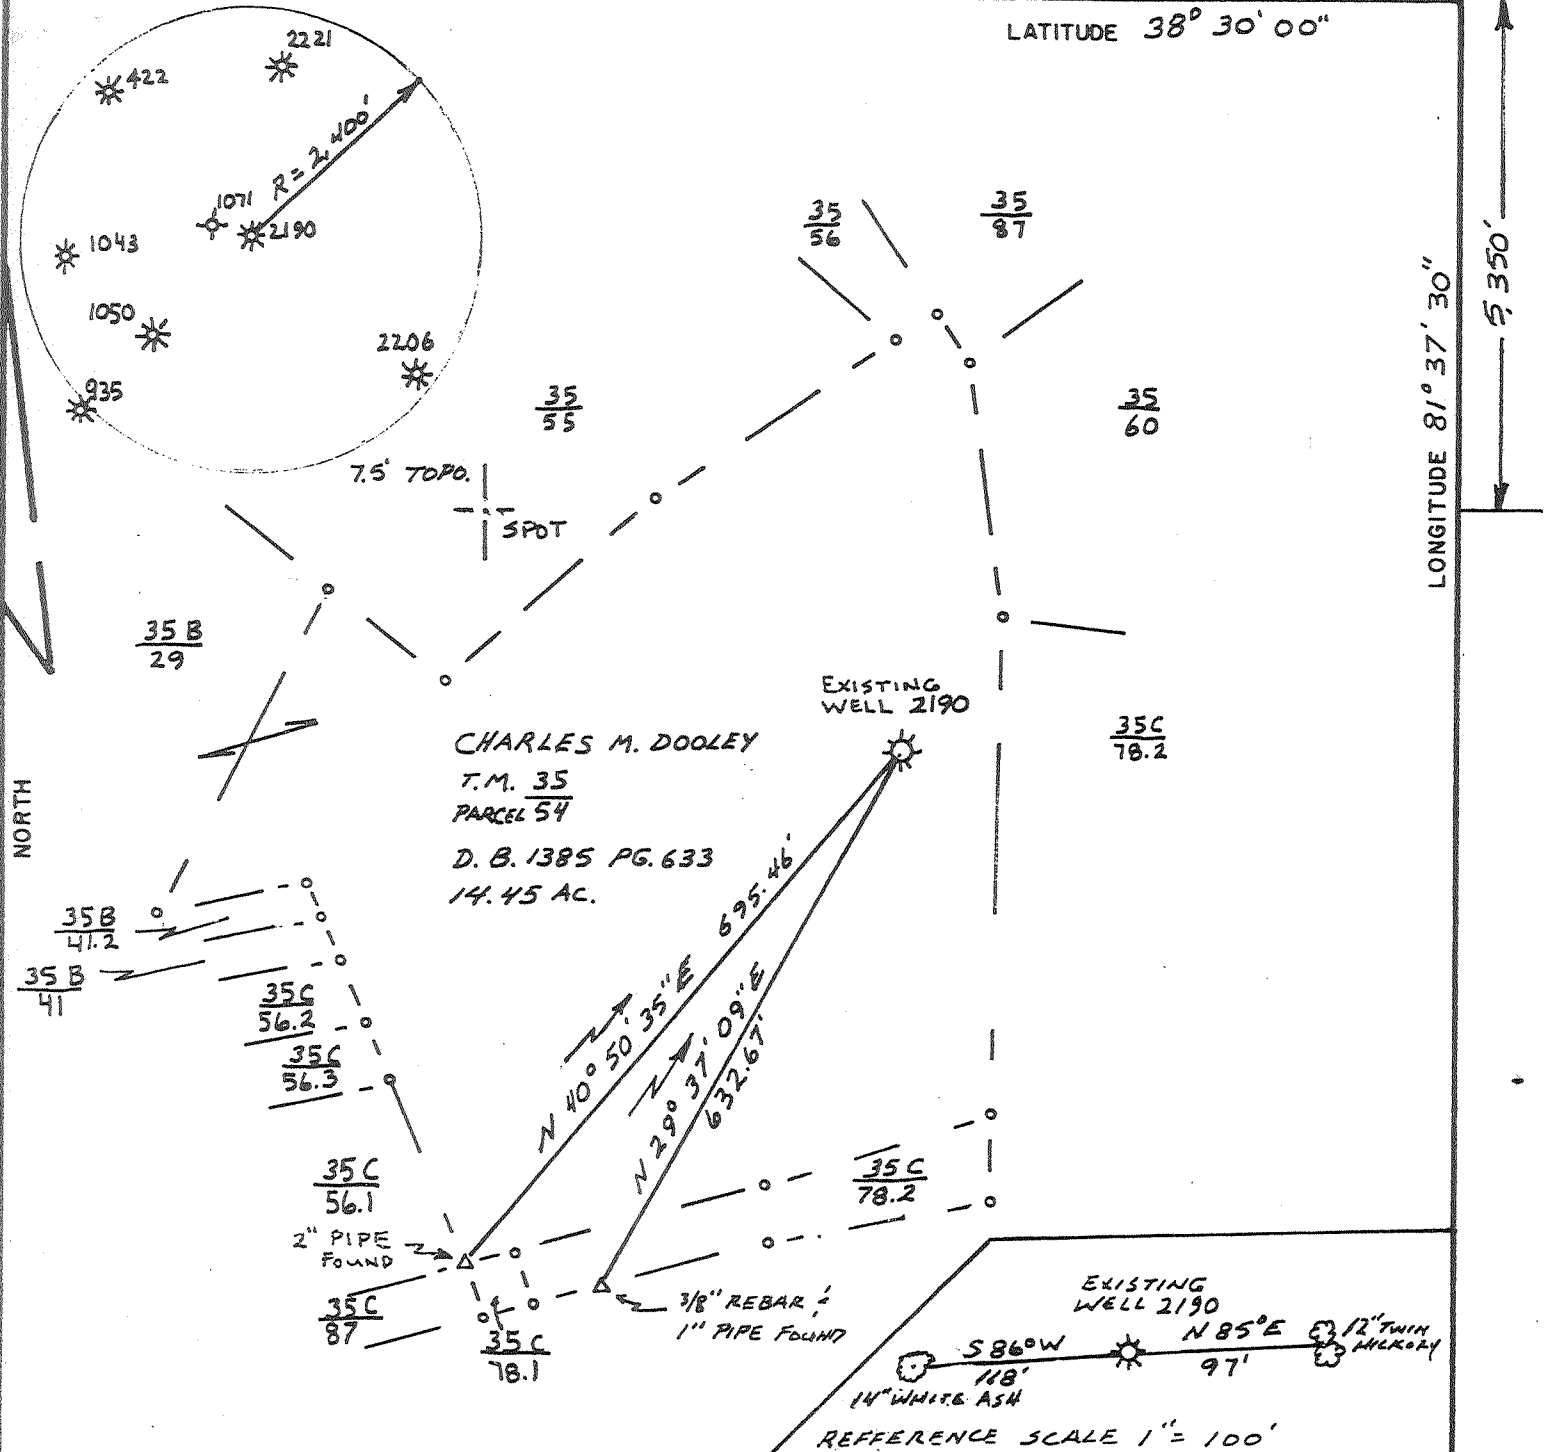 LATITUDE 38° 30' 00"
2221
422
R = 2,400'
1071
2190
1043
1050
2206
935
35
56
35
87
5,350'
LONGITUDE 81° 37' 30"
35
55
35
60
7.5' TOPO.
SPOT
35 B
29
EXISTING
WELL 2190
35C
78.2
CHARLES M. DOOLEY
T.M. 35
PARCEL 54
D. B. 1385 PG. 633
14.45 AC.
NORTH
35B
41.2
35 B
41
35C
56.2
35C
56.3
695.46'
N 40° 50' 35" E
N 29° 37' 09" E
632.67'
35 C
56.1
35 C
78.2
2" PIPE
FOUND
35 C
87
35 C
78.1
3/8" REBAR &
1" PIPE FOUND
EXISTING
WELL 2190
S 86° W
118'
N 85° E
97'
12" TWIN
HICKORY
14" WHITE ASH
REFFERENCE SCALE 1" = 100'